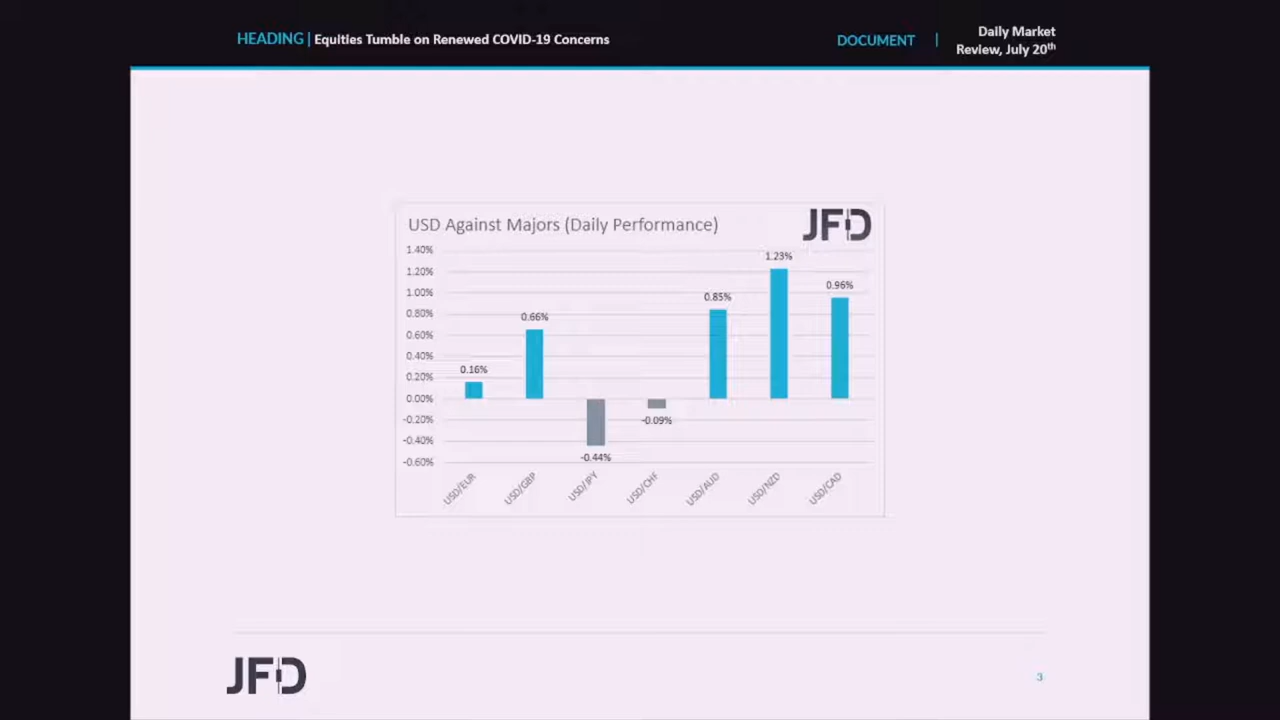 HEADING | Equities Tumble on Renewed COVID-19 Concerns
DOCUMENT | Daily Market
Review, July 20th
USD Against Majors (Daily Performance)
JFD
1.40%
1.20%
1.00%
0.80%
0.60%
0.40%
0.20%
0.00%
-0.20%
-0.40%
-0.60%
0.16%
0.66%
-0.44%
-0.09%
0.85%
1.23%
0.96%
USD/EUR
USD/GBP
USD/JPY
USD/CHF
USD/AUD
USD/NZD
USD/CAD
JFD
3